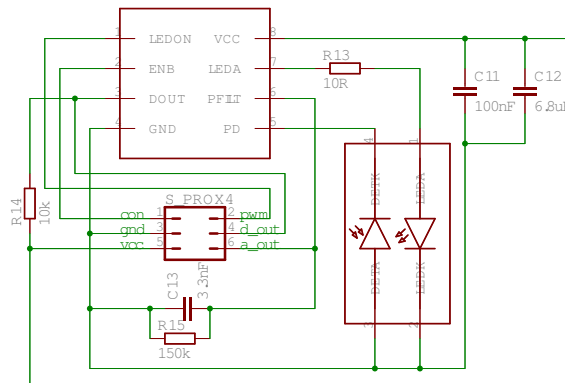 1 LEDON VCC 8
2 ENB LEDA 7
3 DOUT PFILT 6
4 GND PD 5
R13
10R
C11
100nF
C12
6.8u
R14
10k
S_PROX4
con 1 2 pwm
gnd 3 4 d_out
vcc 5 6 a_out
C13
3.3nF
R15
150k
4 1
DETK LEDA
DETA LEDK
3 2